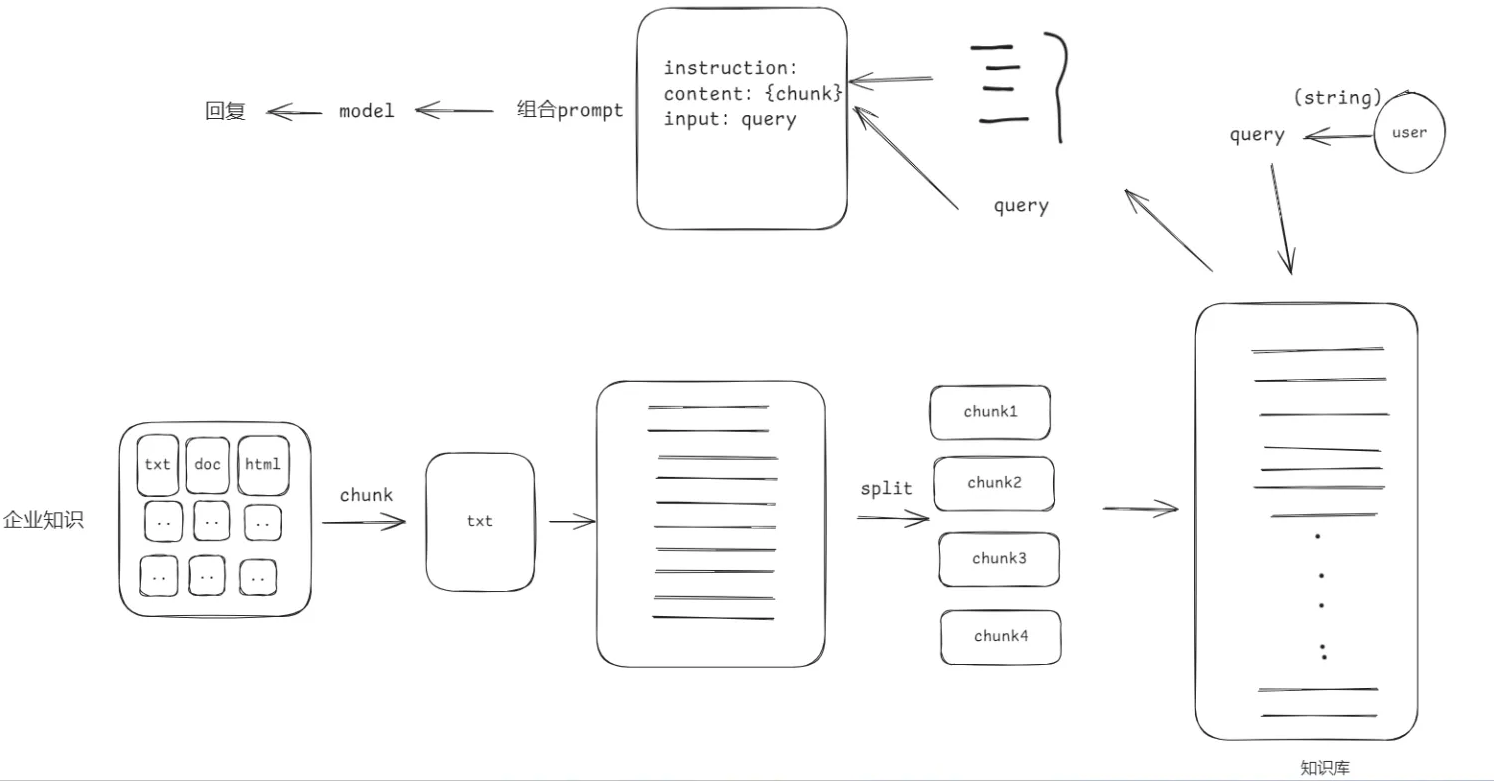 instruction:
content: {chunk}
input: query
回复
model
组合prompt
query
(string)
query
user
企业知识
txt
doc
html
..
..
..
..
..
..
chunk
txt
split
chunk1
chunk2
chunk3
chunk4
知识库